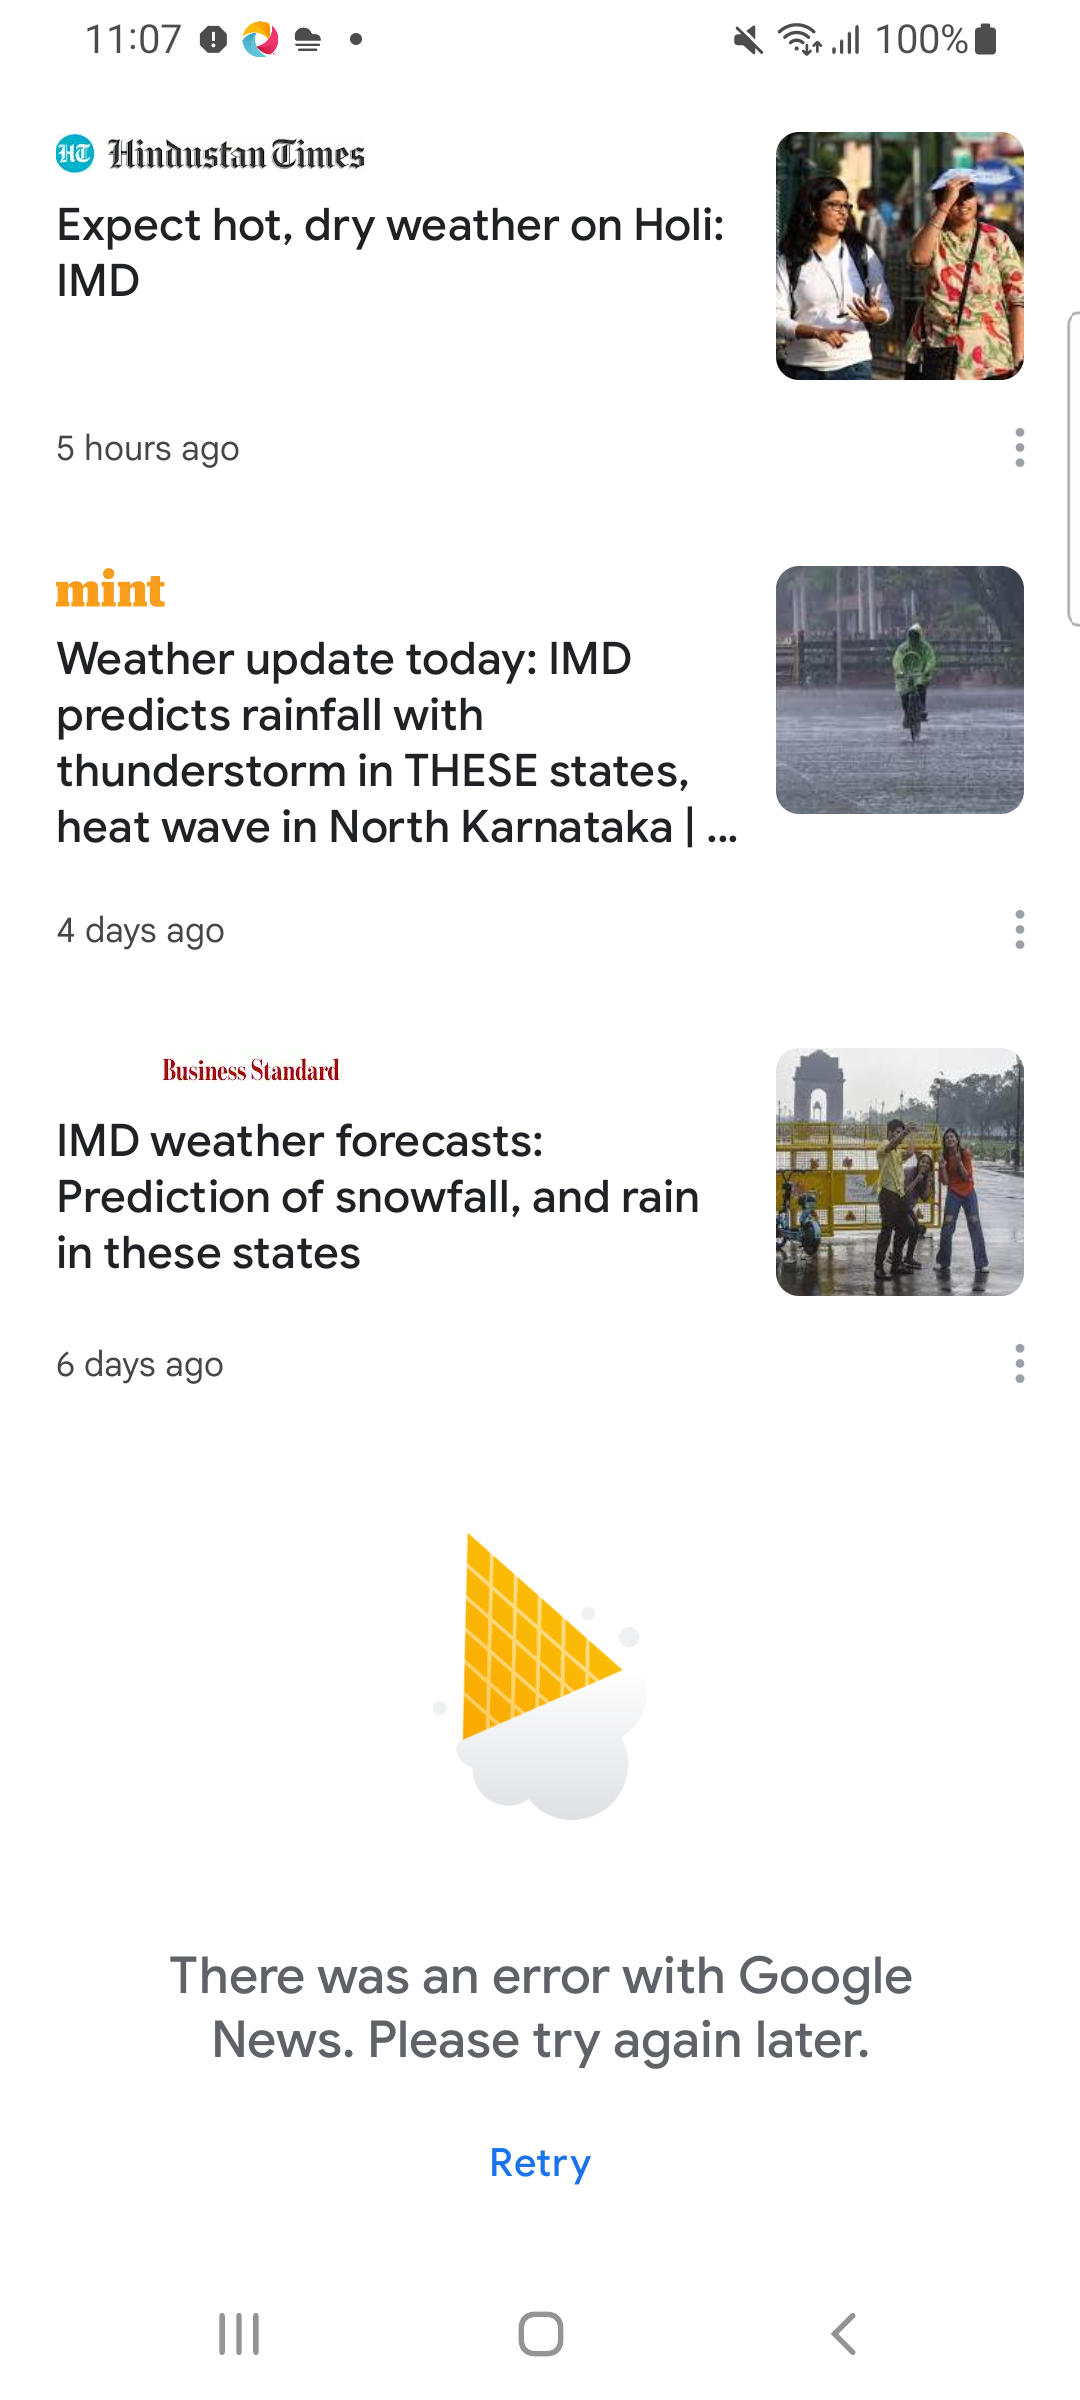 11:07
100%
HT Hindustan Times
Expect hot, dry weather on Holi:
IMD
5 hours ago
mint
Weather update today: IMD
predicts rainfall with
thunderstorm in THESE states,
heat wave in North Karnataka | ...
4 days ago
Business Standard
IMD weather forecasts:
Prediction of snowfall, and rain
in these states
6 days ago
There was an error with Google
News. Please try again later.
Retry